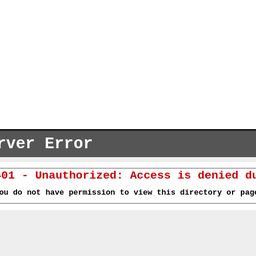 rver Error
401 - Unauthorized: Access is denied du
ou do not have permission to view this directory or page